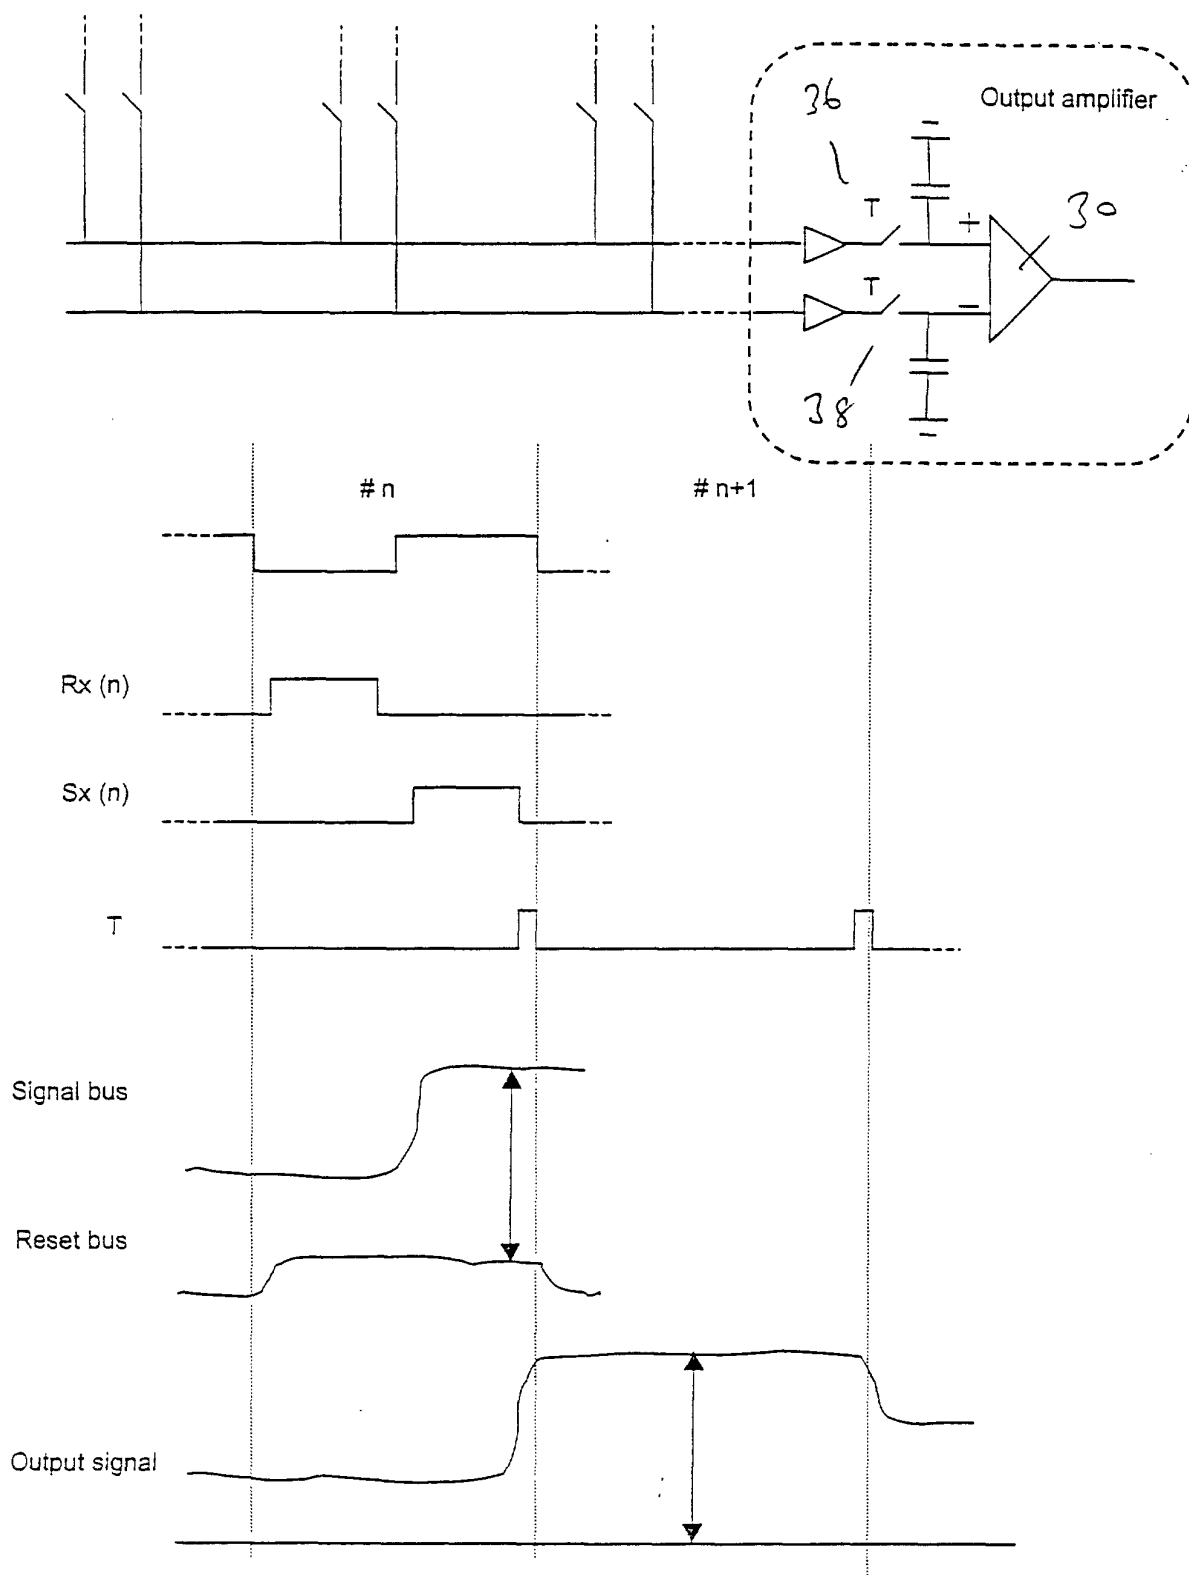 36
Output amplifier
T
+
30
T
−
38
# n
# n+1
Rx (n)
Sx (n)
T
Signal bus
Reset bus
Output signal